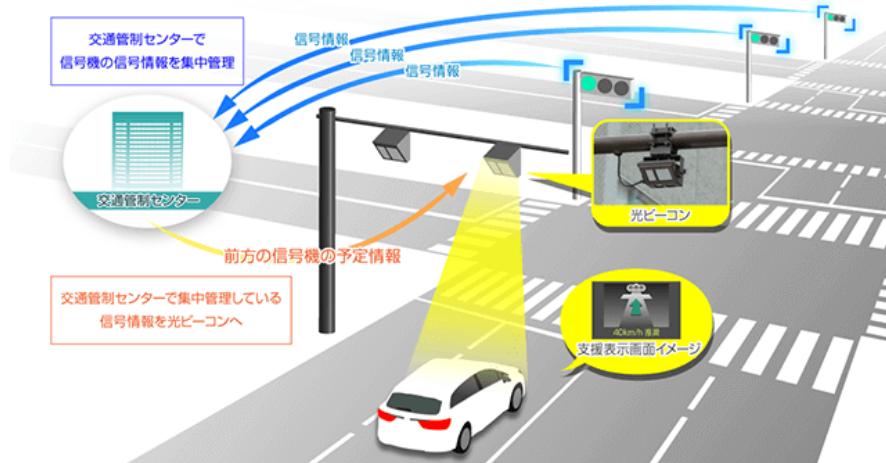 交通管制センターで
信号機の信号情報を集中管理
信号情報
信号情報
信号情報
交通管制センター
光ビーコン
前方の信号機の予定情報
交通管制センターで集中管理している
信号情報を光ビーコンへ
40km/h 推奨
支援表示画面イメージ